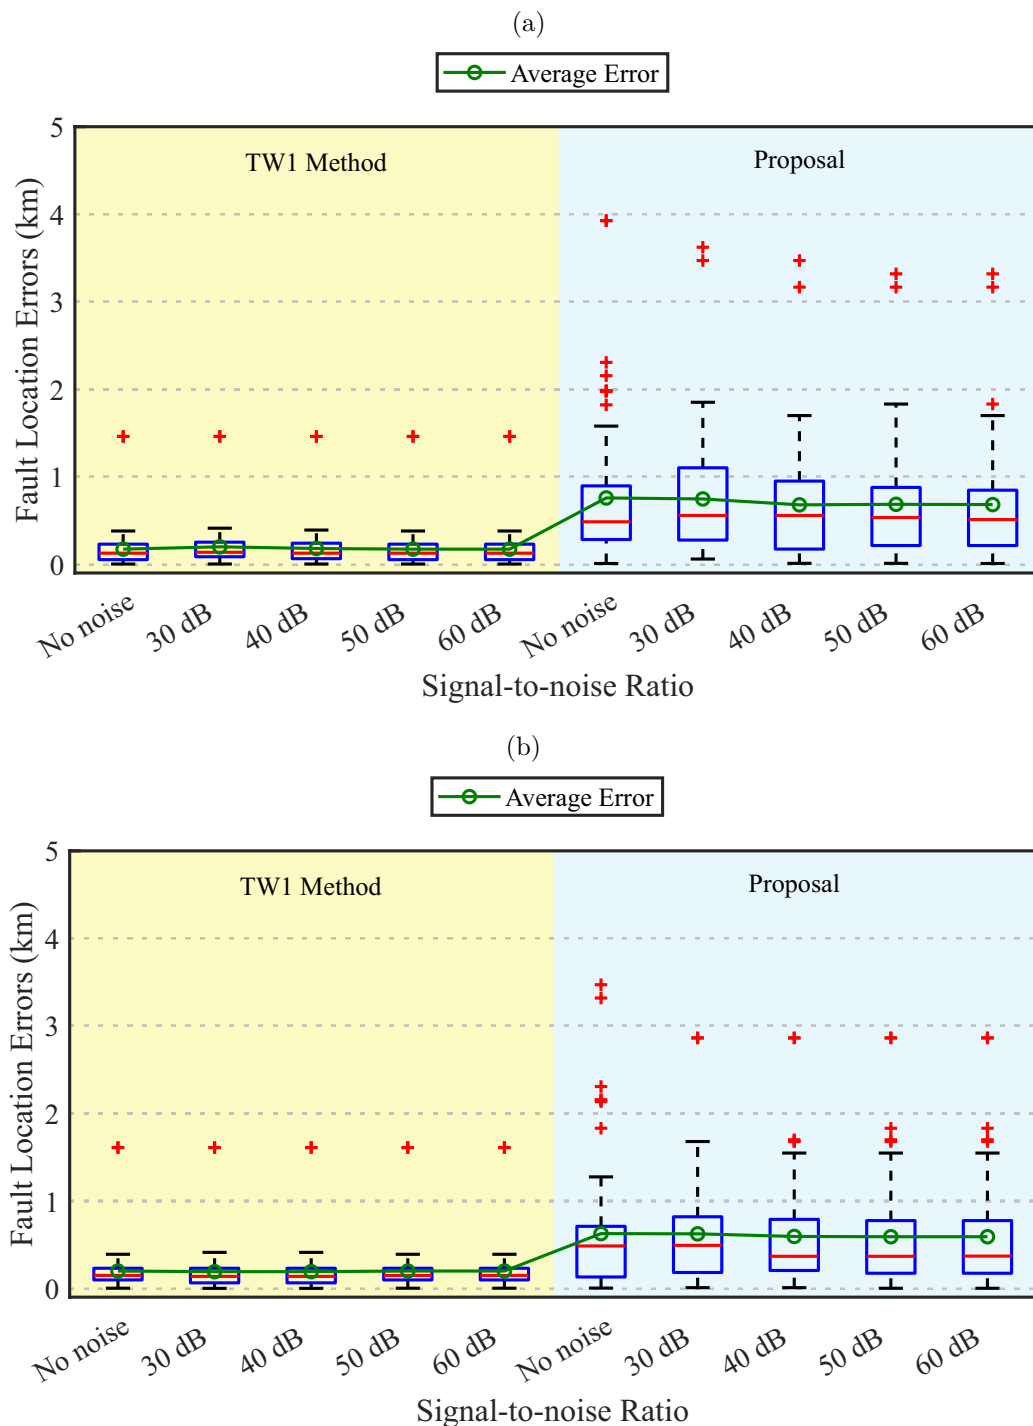 (a)
Average Error
TW1 Method
Proposal
Fault Location Errors (km)
5
4
3
2
1
0
No noise
30 dB
40 dB
50 dB
60 dB
No noise
30 dB
40 dB
50 dB
60 dB
Signal-to-noise Ratio
(b)
Average Error
TW1 Method
Proposal
Fault Location Errors (km)
5
4
3
2
1
0
No noise
30 dB
40 dB
50 dB
60 dB
No noise
30 dB
40 dB
50 dB
60 dB
Signal-to-noise Ratio